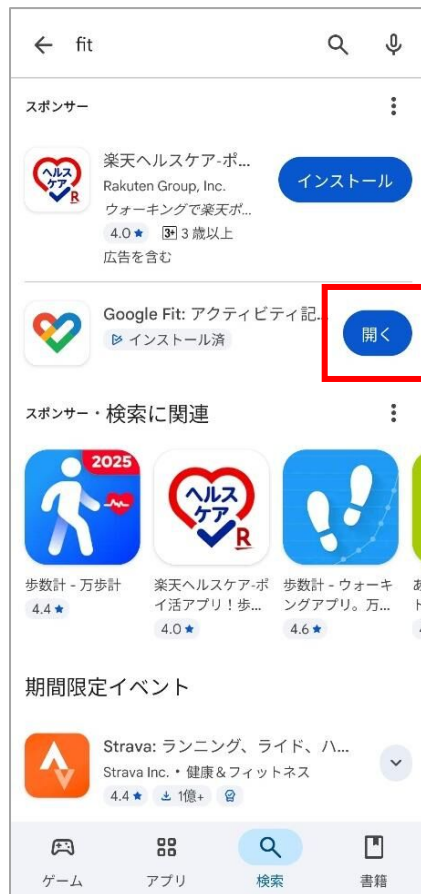 fit
スポンサー
ヘルス
ケア
R
楽天ヘルスケア-ポ...
Rakuten Group, Inc.
ウォーキングで楽天ポ...
4.0★ 3+ 3 歳以上
広告を含む
インストール
Google Fit: アクティビティ記...
インストール済
開く
スポンサー・検索に関連
2025
ヘルス
ケア
R
歩数計 - 万歩計
4.4★
楽天ヘルスケア-ポ
イ活アプリ！歩...
4.0★
歩数計 - ウォーキ
ングアプリ。万...
4.6★
あ
ト
4
期間限定イベント
Strava: ランニング、ライド、ハ...
Strava Inc. • 健康＆フィットネス
4.4★ 1億+
ゲーム
アプリ
検索
書籍